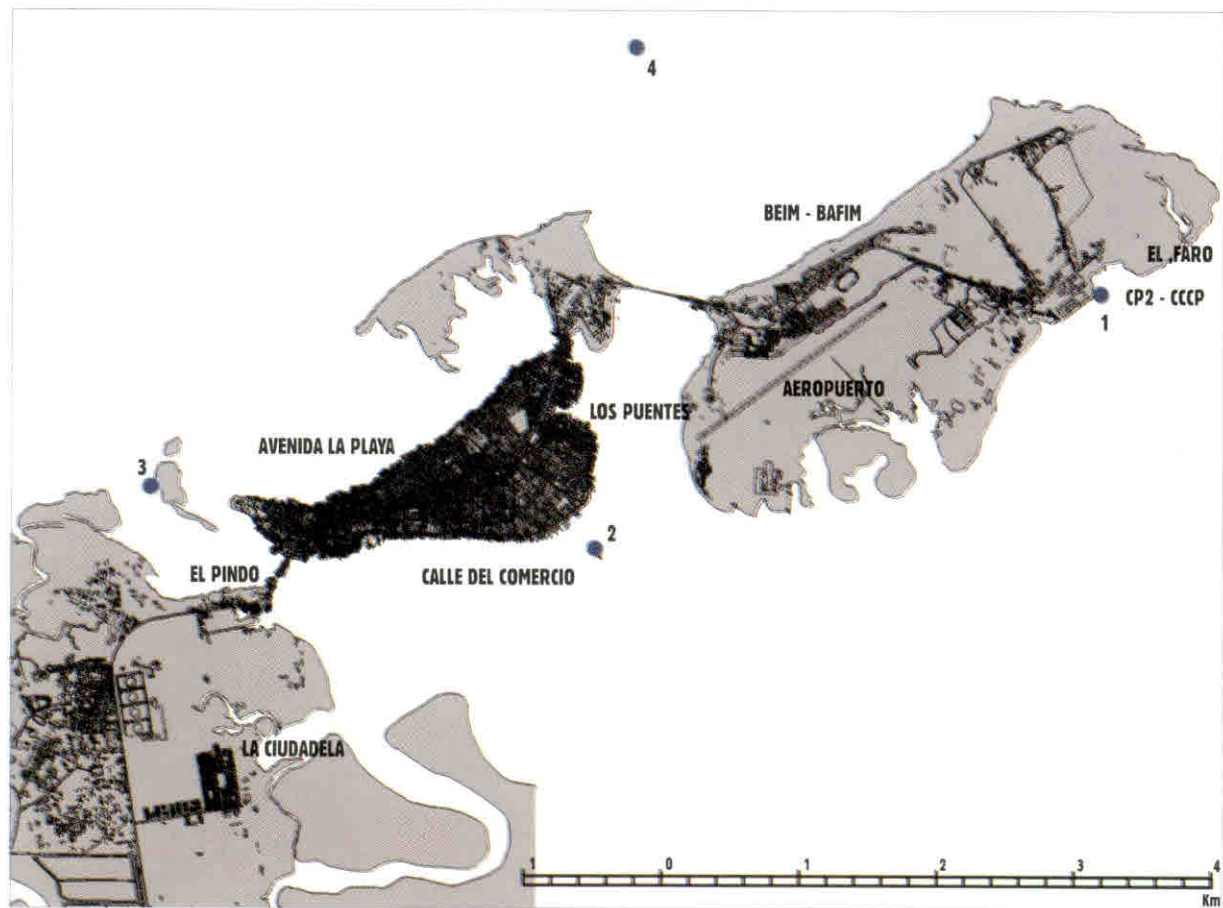 4
BEIM - BAFIM
EL .FARO
CP2 - CCCP
1
AEROPUERTO
LOS PUENTES
AVENIDA LA PLAYA
3
2
EL PINDO
CALLE DEL COMERCIO
LA CIUDADELA
1 0 1 2 3 4
Km